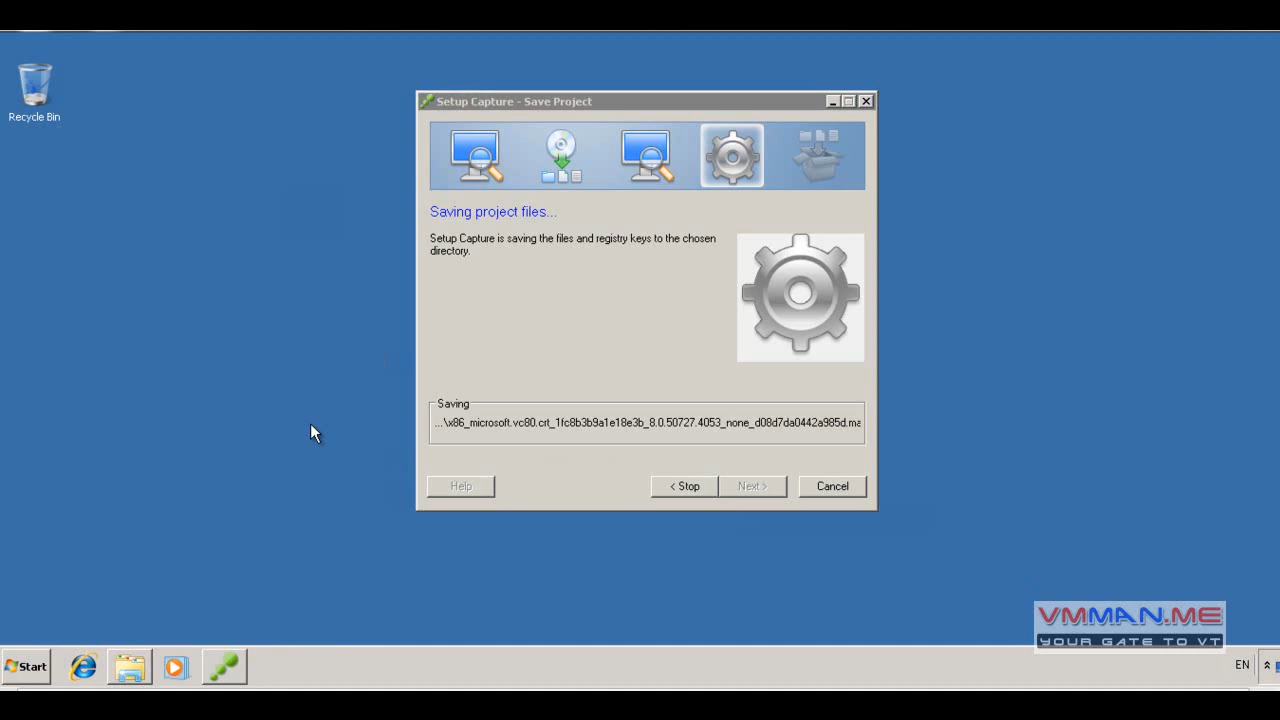 Recycle Bin
Setup Capture - Save Project
Saving project files...
Setup Capture is saving the files and registry keys to the chosen
directory.
Saving
...\x86_microsoft.vc80.crt_1fc8b3b9a1e18e3b_8.0.50727.4053_none_d08d7da0442a985d.ma
Help
< Stop
Next >
Cancel
VMMAN.ME
YOUR GATE TO VT
Start
EN